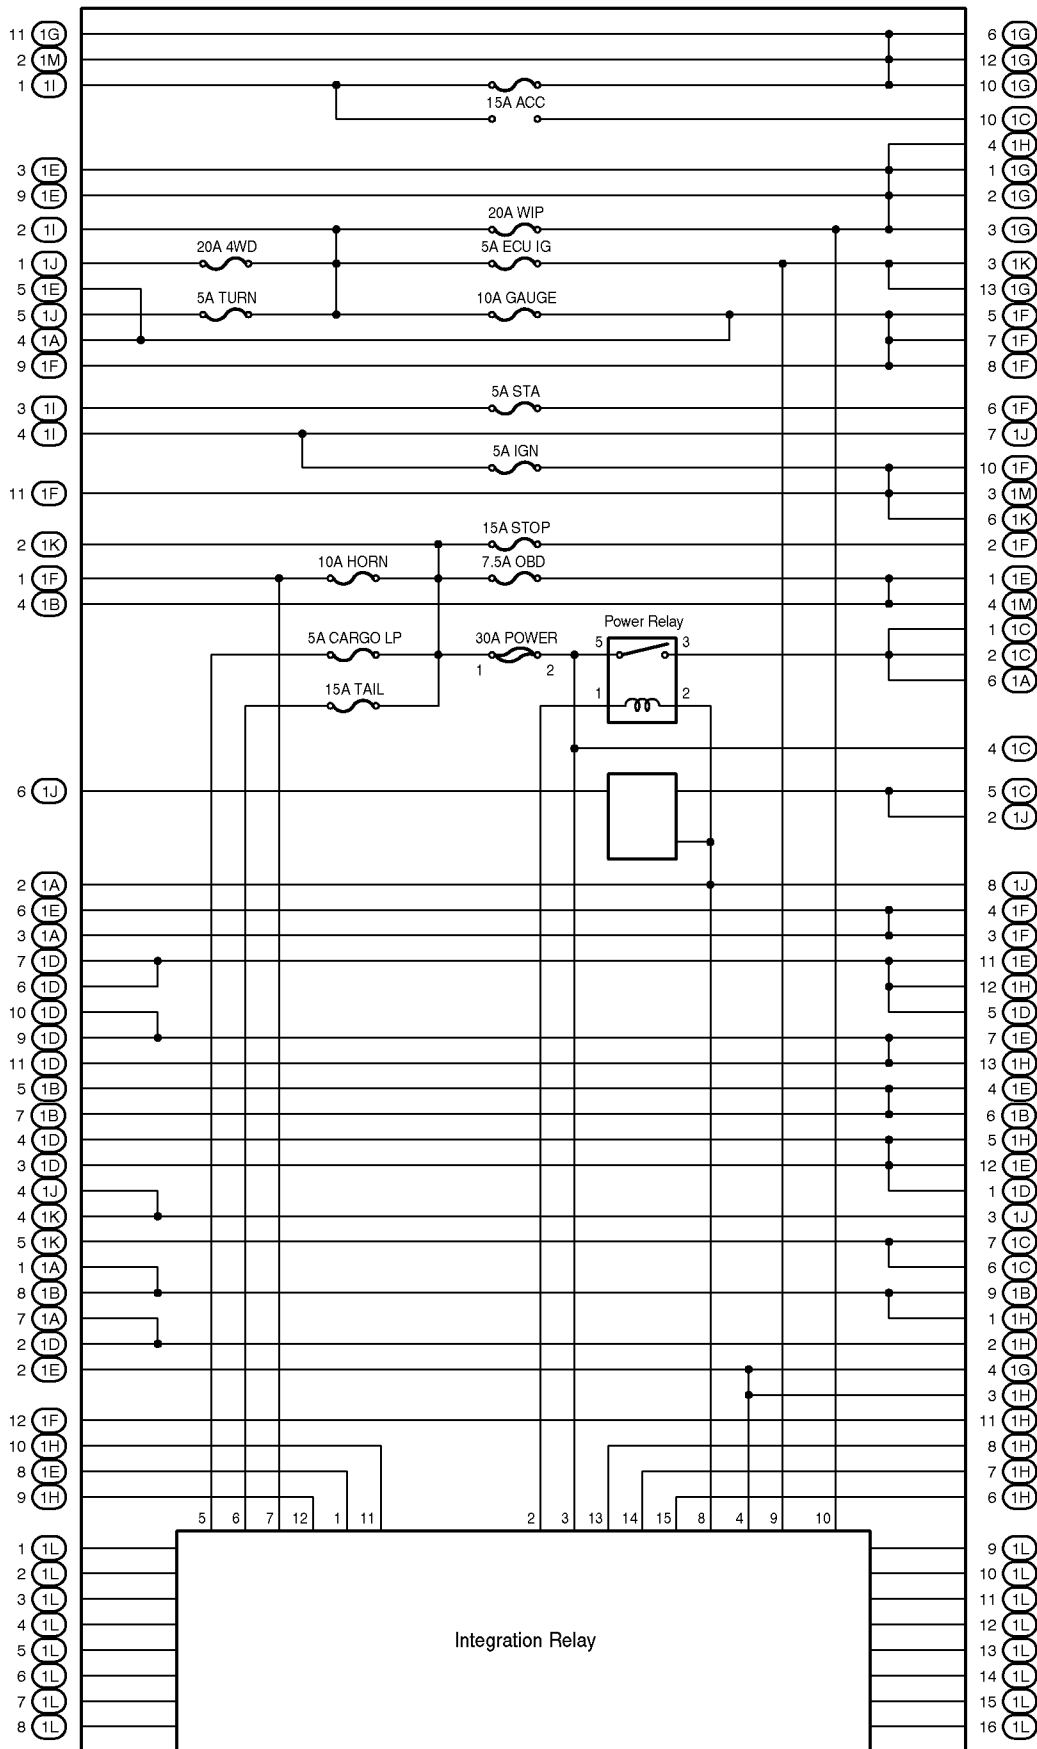 11 1G 6 1G
2 1M 12 1G
1 1I 10 1G
15A ACC
10 1C
4 1H
3 1E 1 1G
9 1E 2 1G
20A WIP
2 1I 3 1G
20A 4WD 5A ECU IG
1 1J 3 1K
5 1E 13 1G
5A TURN 10A GAUGE
5 1J 5 1F
4 1A 7 1F
9 1F 8 1F
5A STA
3 1I 6 1F
4 1I 7 1J
5A IGN
10 1F
11 1F 3 1M
6 1K
15A STOP
2 1K 2 1F
10A HORN 7.5A OBD
1 1F 1 1E
4 1B 4 1M
Power Relay
1 1C
5A CARGO LP 30A POWER 5 3
2 1C
1 2
6 1A
15A TAIL 1 2
4 1C
6 1J 5 1C
2 1J
2 1A 8 1J
6 1E 4 1F
3 1A 3 1F
7 1D 11 1E
6 1D 12 1H
10 1D 5 1D
9 1D 7 1E
11 1D 13 1H
5 1B 4 1E
7 1B 6 1B
4 1D 5 1H
3 1D 12 1E
4 1J 1 1D
4 1K 3 1J
5 1K 7 1C
1 1A 6 1C
8 1B 9 1B
7 1A 1 1H
2 1D 2 1H
2 1E 4 1G
3 1H
12 1F 11 1H
10 1H 8 1H
8 1E 7 1H
9 1H 6 1H
5 6 7 12 1 11 2 3 13 14 15 8 4 9 10
1 1L 9 1L
2 1L 10 1L
3 1L 11 1L
4 1L 12 1L
Integration Relay
5 1L 13 1L
6 1L 14 1L
7 1L 15 1L
8 1L 16 1L